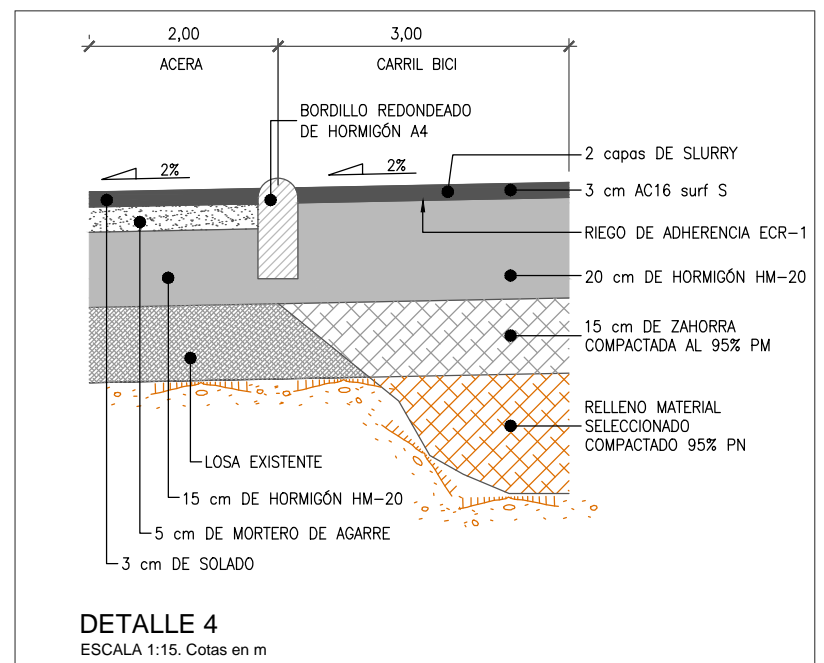 2,00
3,00
ACERA
CARRIL BICI
BORDILLO REDONDEADO
DE HORMIGÓN A4
2%
2%
2 capas DE SLURRY
3 cm AC16 surf S
RIEGO DE ADHERENCIA ECR-1
20 cm DE HORMIGÓN HM-20
15 cm DE ZAHORRA
COMPACTADA AL 95% PM
RELLENO MATERIAL
SELECCIONADO
COMPACTADO 95% PN
LOSA EXISTENTE
15 cm DE HORMIGÓN HM-20
5 cm DE MORTERO DE AGARRE
3 cm DE SOLADO
DETALLE 4
ESCALA 1:15. Cotas en m